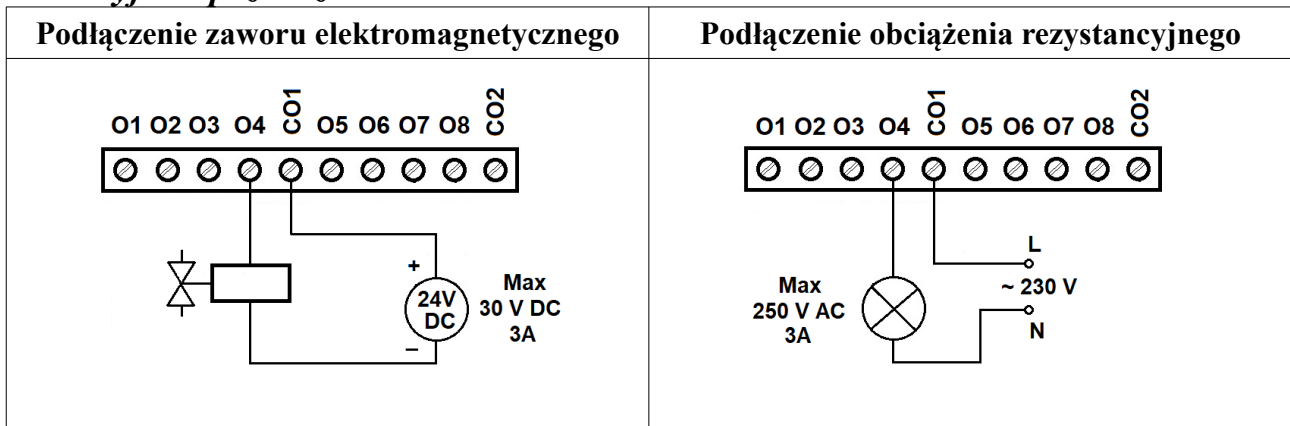 Podłączenie zaworu elektromagnetycznego
Podłączenie obciążenia rezystancyjnego
O1 O2 O3 O4 CO1 O5 O6 O7 O8 CO2
+
24V
DC
–
Max
30 V DC
3A
O1 O2 O3 O4 CO1 O5 O6 O7 O8 CO2
Max
250 V AC
3A
L
~ 230 V
N